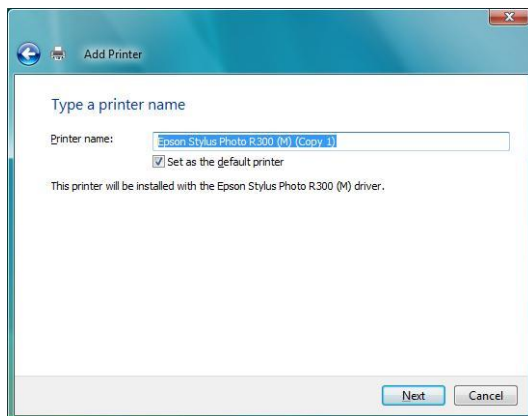 Add Printer
Type a printer name
Printer name: Epson Stylus Photo R300 (M) (Copy 1)
Set as the default printer
This printer will be installed with the Epson Stylus Photo R300 (M) driver.
Next Cancel